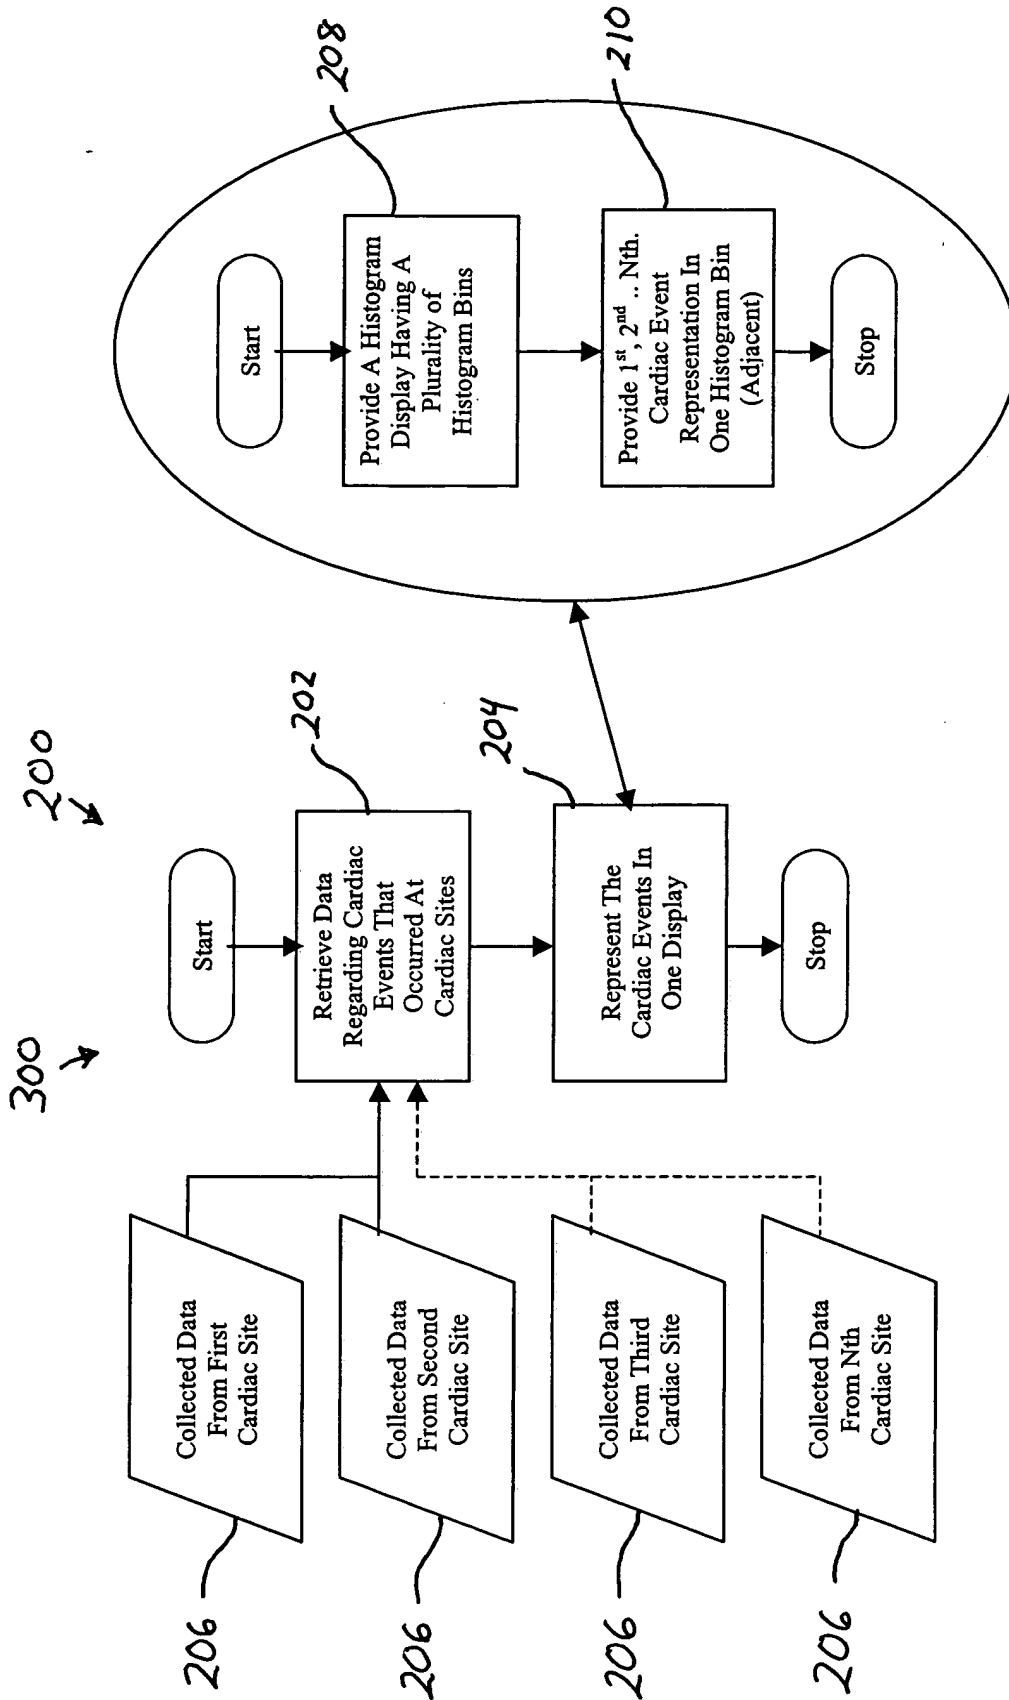 300
200
Collected Data
From First
Cardiac Site
206
Collected Data
From Second
Cardiac Site
206
Collected Data
From Third
Cardiac Site
206
Collected Data
From Nth
Cardiac Site
206
Start
Retrieve Data
Regarding Cardiac
Events That
Occurred At
Cardiac Sites
202
Represent The
Cardiac Events In
One Display
204
Stop
Start
Provide A Histogram
Display Having A
Plurality of
Histogram Bins
208
Provide 1st, 2nd .. Nth.
Cardiac Event
Representation In
One Histogram Bin
(Adjacent)
210
Stop